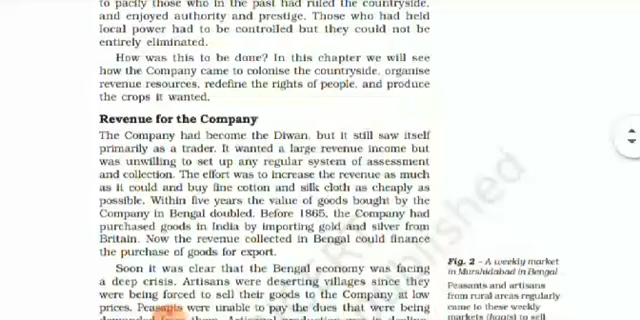 to pacify those who in the past had ruled the countryside,
and enjoyed authority and prestige. Those who had held
local power had to be controlled but they could not be
entirely eliminated.
How was this to be done? In this chapter we will see
how the Company came to colonise the countryside, organise
revenue resources, redefine the rights of people, and produce
the crops it wanted.
Revenue for the Company
The Company had become the Diwan, but it still saw itself
primarily as a trader. It wanted a large revenue income but
was unwilling to set up any regular system of assessment
and collection. The effort was to increase the revenue as much
as it could and buy fine cotton and silk cloth as cheaply as
possible. Within five years the value of goods bought by the
Company in Bengal doubled. Before 1865, the Company had
purchased goods in India by importing gold and silver from
Britain. Now the revenue collected in Bengal could finance
the purchase of goods for export.
Soon it was clear that the Bengal economy was facing
a deep crisis. Artisans were deserting villages since they
were being forced to sell their goods to the Company at low
prices. Peasants were unable to pay the dues that were being
demanded from them. Artisanal production was in decline,
Fig. 2 – A weekly market
in Murshidabad in Bengal
Peasants and artisans
from rural areas regularly
came to these weekly
markets (haats) to sell
published